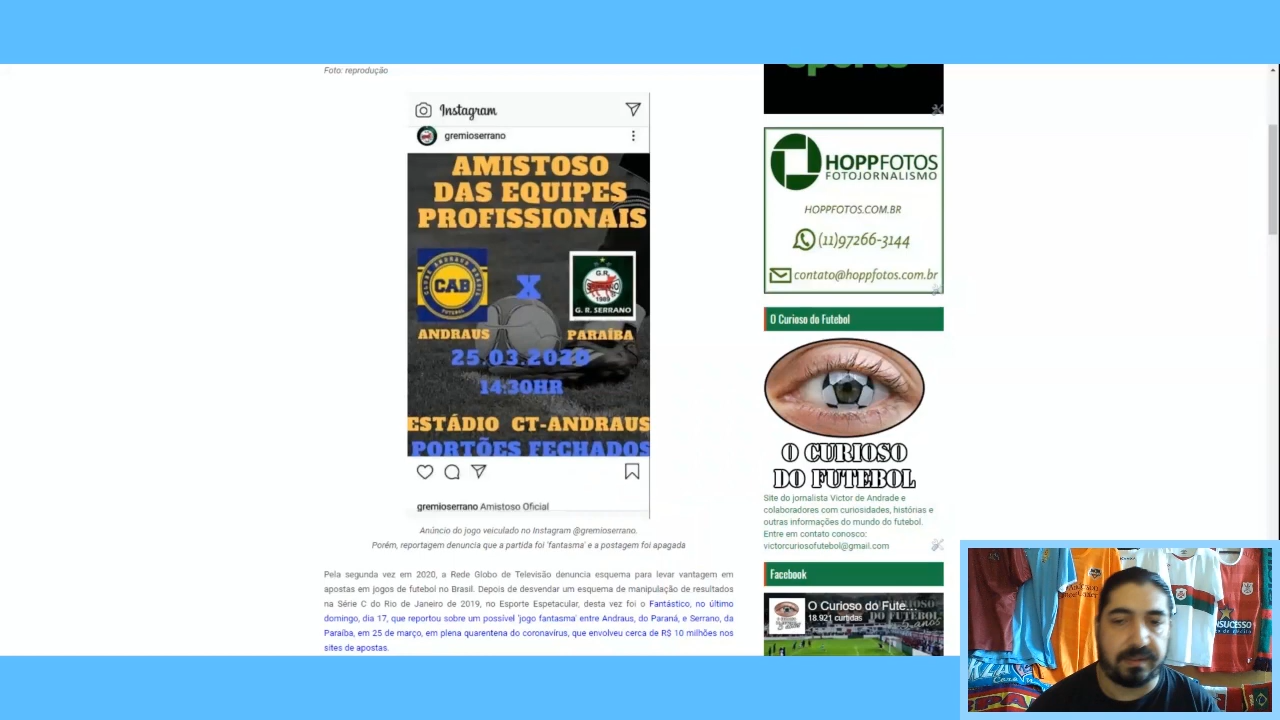 Foto: reprodução
Instagram
gremioserrano
AMISTOSO
DAS EQUIPES
PROFISSIONAIS
CAB
X
G.R.
SERRANO
1989
G. R. SERRANO
ANDRAUS
PARAÍBA
25.03.2020
14:30HR
ESTÁDIO CT-ANDRAUS
PORTÕES FECHADOS
gremioserrano Amistoso Oficial
Anúncio do jogo veiculado no Instagram @gremioserrano.
Porém, reportagem denuncia que a partida foi 'fantasma' e a postagem foi apagada
Pela segunda vez em 2020, a Rede Globo de Televisão denuncia esquema para levar vantagem em
apostas em jogos de futebol no Brasil. Depois de desvendar um esquema de manipulação de resultados
na Série C do Rio de Janeiro de 2019, no Esporte Espetacular, desta vez foi o Fantástico, no último
domingo, dia 17, que reportou sobre um possível 'jogo fantasma' entre Andraus, do Paraná, e Serrano, da
Paraíba, em 25 de março, em plena quarentena do coronavirus, que envolveu cerca de R$ 10 milhões nos
sites de apostas.
sports
HOPPFOTOS
FOTOJORNALISMO
HOPPFOTOS.COM.BR
(11)97266-3144
contato@hoppfotos.com.br
O Curioso do Futebol
O CURIOSO
DO FUTEBOL
Site do jornalista Victor de Andrade e
colaboradores com curiosidades, histórias e
outras informações do mundo do futebol.
Entre em contato conosco:
victorcuriosofutebol@gmail.com
Facebook
O Curioso do Fute...
18.921 curtidas